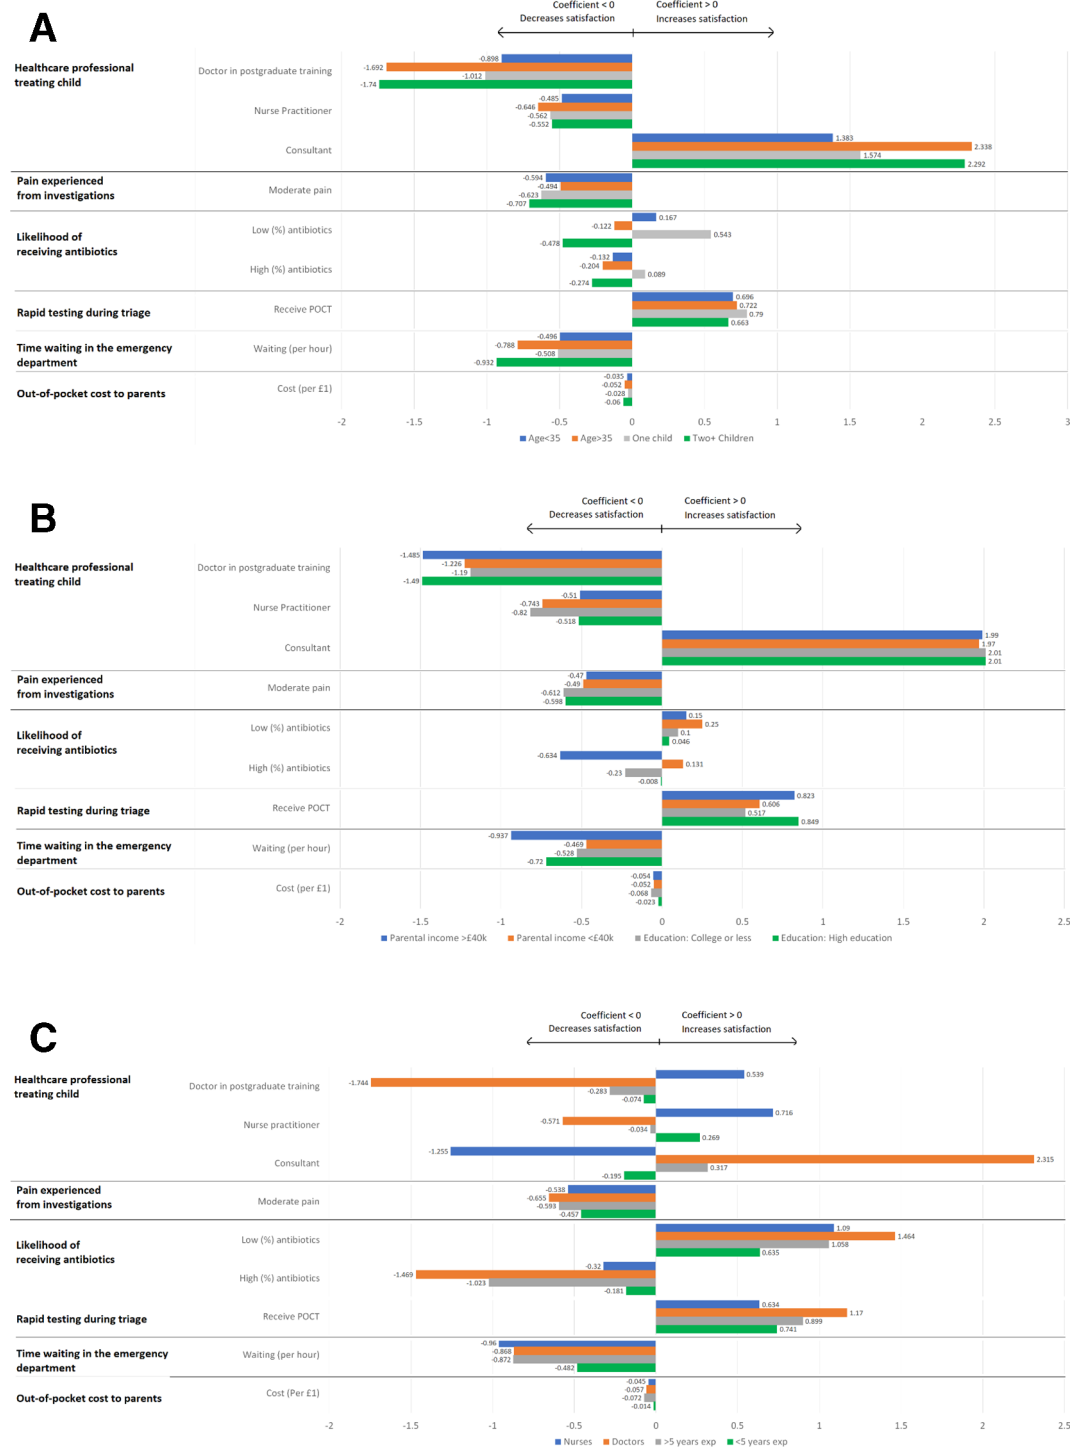 A
Coefficient < 0
Decreases satisfaction
Coefficient > 0
Increases satisfaction
Healthcare professional
treating child
Doctor in postgraduate training
-0.898
-1.692
-1.012
-1.74
Nurse Practitioner
-0.485
-0.646
-0.562
-0.552
Consultant
1.383
2.338
1.574
2.292
Pain experienced
from investigations
Moderate pain
-0.594
-0.494
-0.623
-0.707
Likelihood of
receiving antibiotics
Low (%) antibiotics
0.167
-0.122
0.543
-0.478
High (%) antibiotics
-0.132
-0.204
0.089
-0.274
Rapid testing during triage
Receive POCT
0.696
0.722
0.79
0.663
Time waiting in the emergency
department
Waiting (per hour)
-0.496
-0.788
-0.508
-0.932
Out-of-pocket cost to parents
Cost (per £1)
-0.035
-0.052
-0.028
-0.06
-2 -1.5 -1 -0.5 0 0.5 1 1.5 2 2.5 3
Age<35 Age>35 One child Two+ Children
B
Coefficient < 0
Decreases satisfaction
Coefficient > 0
Increases satisfaction
Healthcare professional
treating child
Doctor in postgraduate training
-1.485
-1.226
-1.19
-1.49
Nurse Practitioner
-0.51
-0.743
-0.82
-0.518
Consultant
1.99
1.97
2.01
2.01
Pain experienced
from investigations
Moderate pain
-0.47
-0.49
-0.612
-0.598
Likelihood of
receiving antibiotics
Low (%) antibiotics
0.15
0.25
0.1
0.046
High (%) antibiotics
-0.634
0.131
-0.23
-0.008
Rapid testing during triage
Receive POCT
0.823
0.606
0.517
0.849
Time waiting in the emergency
department
Waiting (per hour)
-0.937
-0.469
-0.528
-0.72
Out-of-pocket cost to parents
Cost (per £1)
-0.054
-0.052
-0.068
-0.023
-2 -1.5 -1 -0.5 0 0.5 1 1.5 2 2.5
Parental income >£40k Parental income <£40k Education: College or less Education: High education
C
Coefficient < 0
Decreases satisfaction
Coefficient > 0
Increases satisfaction
Healthcare professional
treating child
Doctor in postgraduate training
0.539
-1.744
-0.283
-0.074
Nurse practitioner
0.716
-0.571
-0.034
0.269
Consultant
-1.255
2.315
0.317
-0.195
Pain experienced
from investigations
Moderate pain
-0.538
-0.655
-0.593
-0.457
Likelihood of
receiving antibiotics
Low (%) antibiotics
1.09
1.464
1.058
0.635
High (%) antibiotics
-0.32
-1.469
-1.023
-0.181
Rapid testing during triage
Receive POCT
0.634
1.17
0.899
0.741
Time waiting in the emergency
department
Waiting (per hour)
-0.96
-0.868
-0.872
-0.482
Out-of-pocket cost to parents
Cost (Per £1)
-0.045
-0.057
-0.072
-0.014
-2 -1.5 -1 -0.5 0 0.5 1 1.5 2 2.5
Nurses Doctors >5 years exp <5 years exp